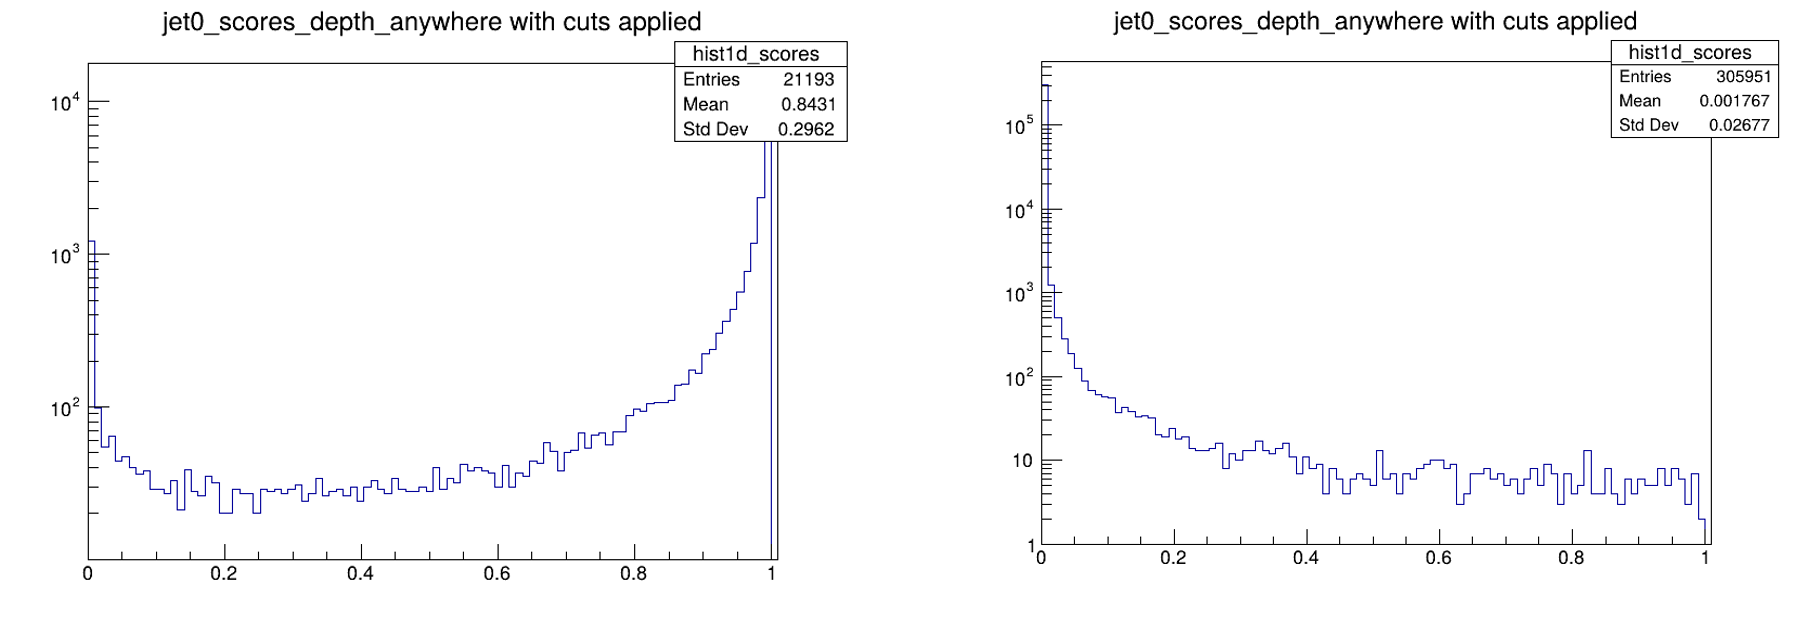 jet0_scores_depth_anywhere with cuts applied
hist1d_scores
Entries 21193
Mean 0.8431
Std Dev 0.2962
10^4
10^3
10^2
0 0.2 0.4 0.6 0.8 1
jet0_scores_depth_anywhere with cuts applied
hist1d_scores
Entries 305951
Mean 0.001767
Std Dev 0.02677
10^5
10^4
10^3
10^2
10
1
0 0.2 0.4 0.6 0.8 1